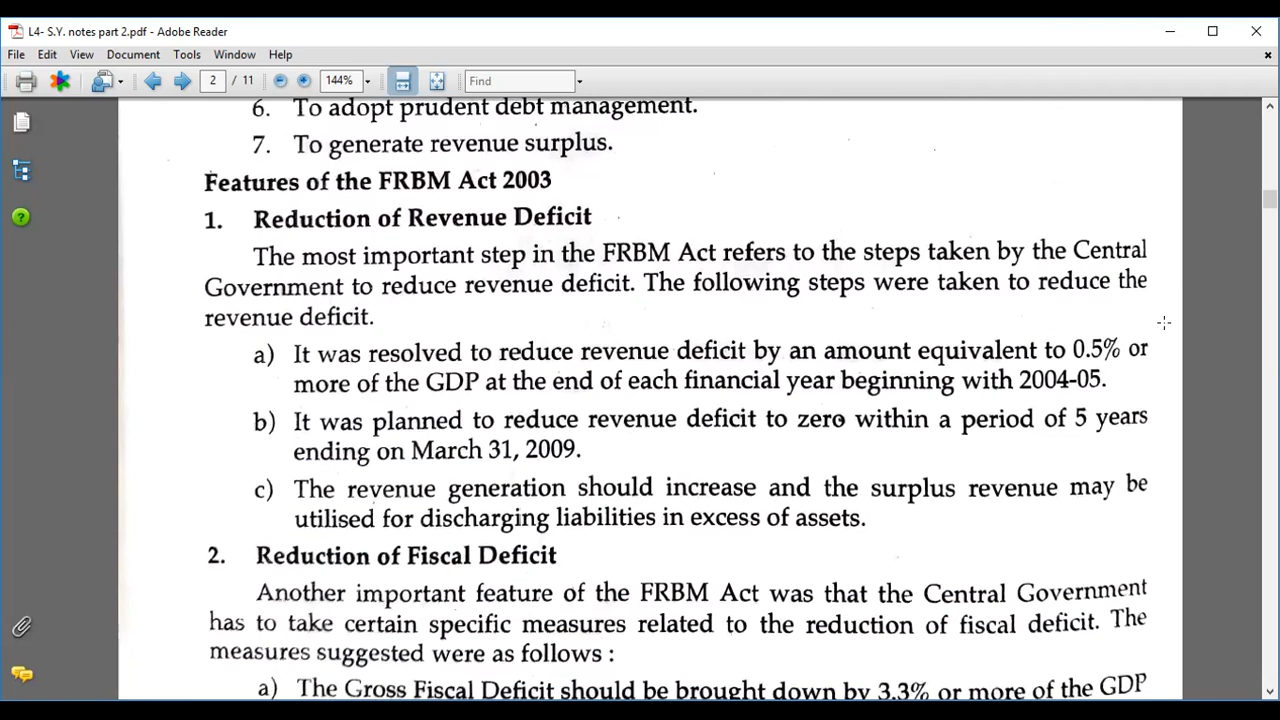 L4- S.Y. notes part 2.pdf - Adobe Reader
File Edit View Document Tools Window Help
2 / 11 144% Find
6. To adopt prudent debt management.
7. To generate revenue surplus.
Features of the FRBM Act 2003
1. Reduction of Revenue Deficit
The most important step in the FRBM Act refers to the steps taken by the Central
Government to reduce revenue deficit. The following steps were taken to reduce the
revenue deficit.
a) It was resolved to reduce revenue deficit by an amount equivalent to 0.5% or
more of the GDP at the end of each financial year beginning with 2004-05.
b) It was planned to reduce revenue deficit to zero within a period of 5 years
ending on March 31, 2009.
c) The revenue generation should increase and the surplus revenue may be
utilised for discharging liabilities in excess of assets.
2. Reduction of Fiscal Deficit
Another important feature of the FRBM Act was that the Central Government
has to take certain specific measures related to the reduction of fiscal deficit. The
measures suggested were as follows :
a) The Gross Fiscal Deficit should be brought down by 3.3% or more of the GDP